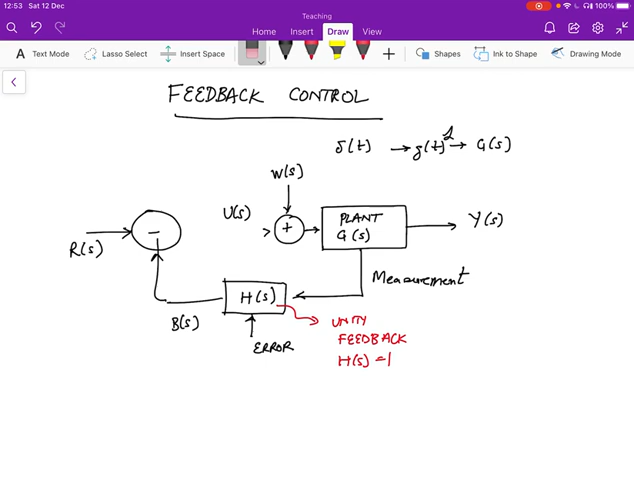 12:53 Sat 12 Dec
Teaching
100%
Home Insert Draw View
Text Mode
Lasso Select
Insert Space
Shapes
Ink to Shape
Drawing Mode
FEEDBACK CONTROL
δ(t) → g(t) → G(s)
L
W(s)
U(s)
+
PLANT
G(s)
Y(s)
R(s)
−
Measurement
H(s)
B(s)
ERROR
UNITY
FEEDBACK
H(s) = 1